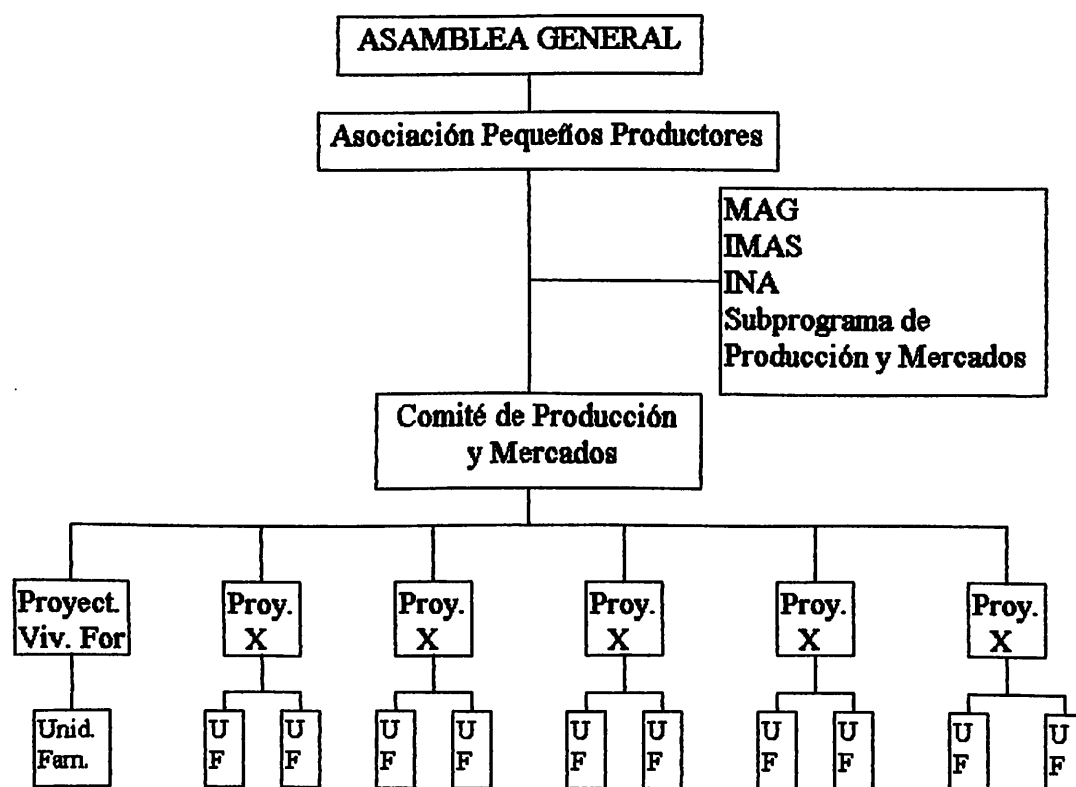 ASAMBLEA GENERAL
Asociación Pequeños Productores
MAG
IMAS
INA
Subprograma de
Producción y Mercados
Comité de Producción
y Mercados
Proyect.
Viv. For
Proy.
X
Proy.
X
Proy.
X
Proy.
X
Proy.
X
Unid.
Fam.
U
F
U
F
U
F
U
F
U
F
U
F
U
F
U
F
U
F
U
F